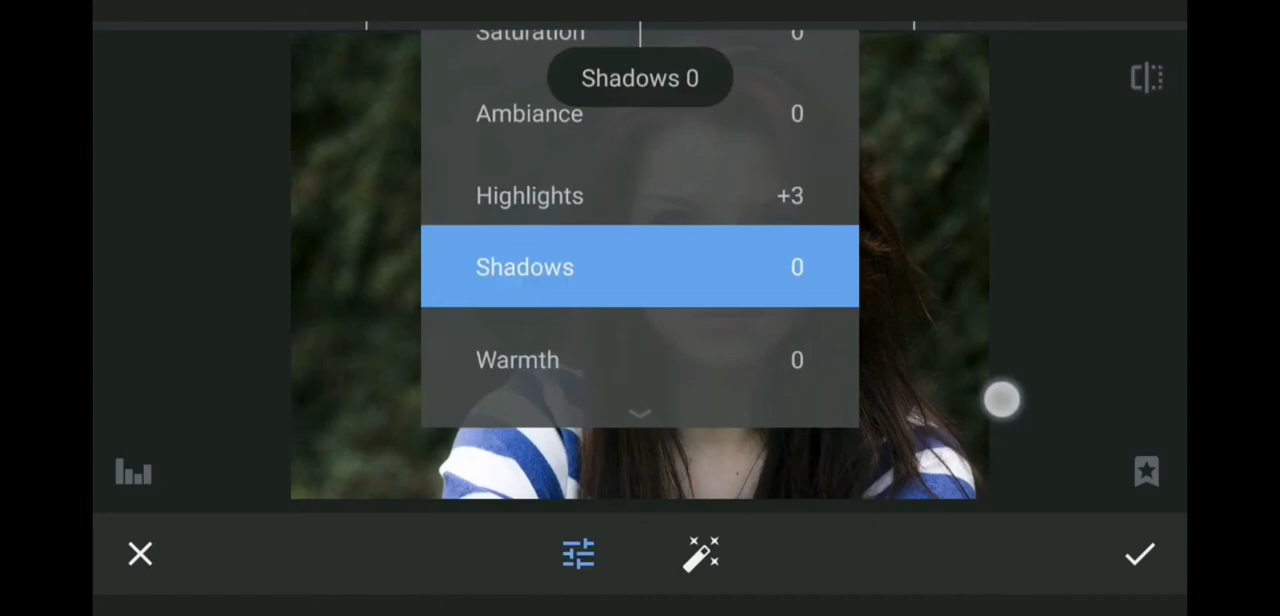 Saturation 0
Shadows 0
Ambiance 0
Highlights +3
Shadows 0
Warmth 0